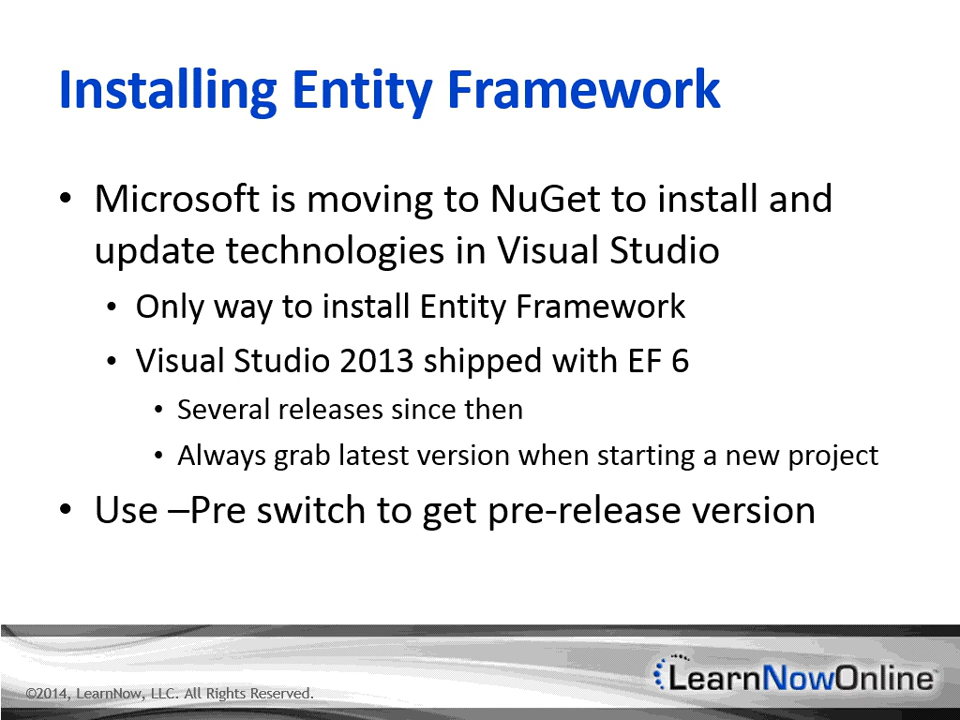 Installing Entity Framework
• Microsoft is moving to NuGet to install and
update technologies in Visual Studio
• Only way to install Entity Framework
• Visual Studio 2013 shipped with EF 6
• Several releases since then
• Always grab latest version when starting a new project
• Use –Pre switch to get pre-release version
©2014, LearnNow, LLC. All Rights Reserved.
LearnNowOnline